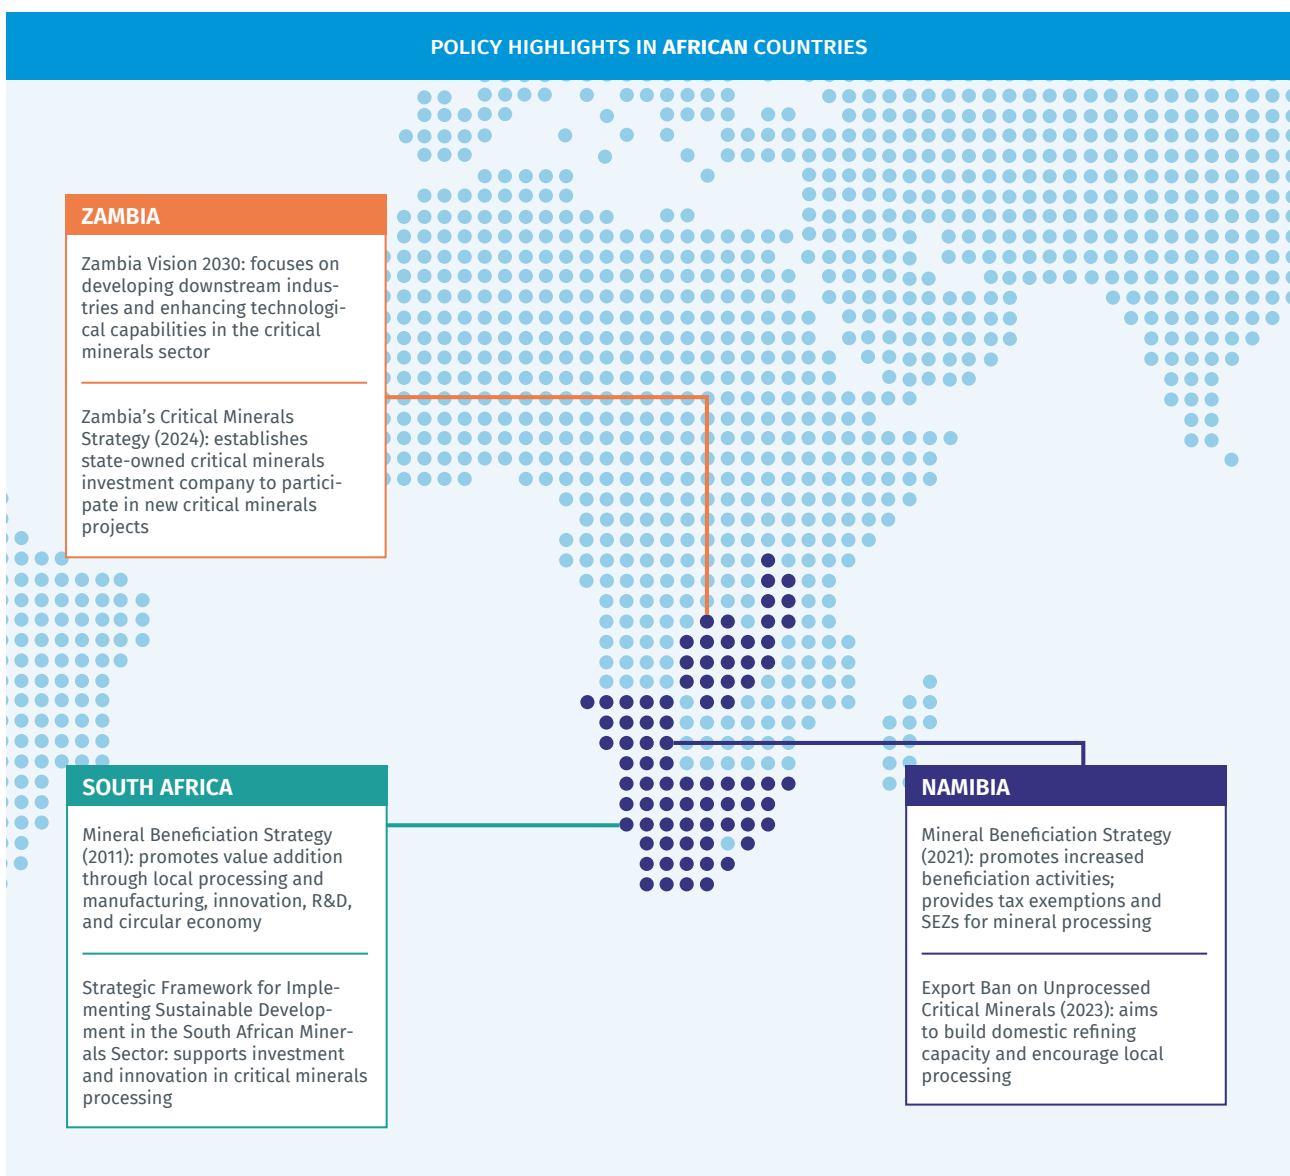 POLICY HIGHLIGHTS IN AFRICAN COUNTRIES
ZAMBIA
Zambia Vision 2030: focuses on
developing downstream indus-
tries and enhancing technologi-
cal capabilities in the critical
minerals sector
Zambia’s Critical Minerals
Strategy (2024): establishes
state-owned critical minerals
investment company to partici-
pate in new critical minerals
projects
SOUTH AFRICA
Mineral Beneficiation Strategy
(2011): promotes value addition
through local processing and
manufacturing, innovation, R&D,
and circular economy
Strategic Framework for Imple-
menting Sustainable Develop-
ment in the South African Miner-
als Sector: supports investment
and innovation in critical minerals
processing
NAMIBIA
Mineral Beneficiation Strategy
(2021): promotes increased
beneficiation activities;
provides tax exemptions and
SEZs for mineral processing
Export Ban on Unprocessed
Critical Minerals (2023): aims
to build domestic refining
capacity and encourage local
processing